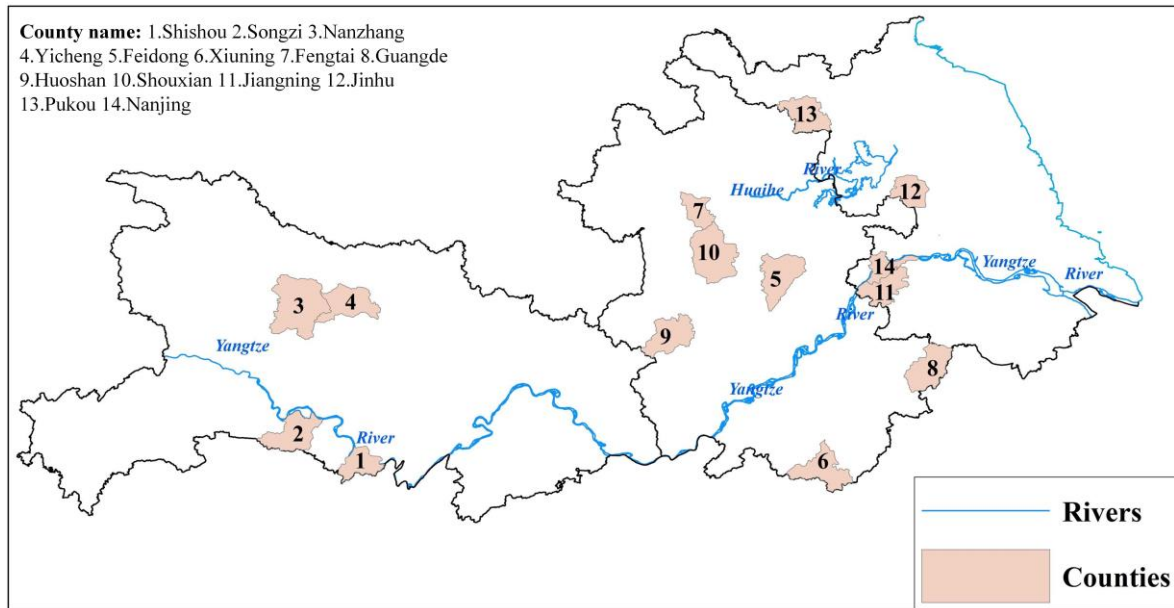 County name: 1.Shishou 2.Songzi 3.Nanzhang
4.Yicheng 5.Feidong 6.Xiuning 7.Fengtai 8.Guangde
9.Huoshan 10.Shouxian 11.Jiangning 12.Jinhu
13.Pukou 14.Nanjing
13
River
Huaihe
12
7
10
14
Yangtze
5
River
11
3
4
River
9
Yangtze
8
Yangtze
2
River
1
6
Rivers
Counties